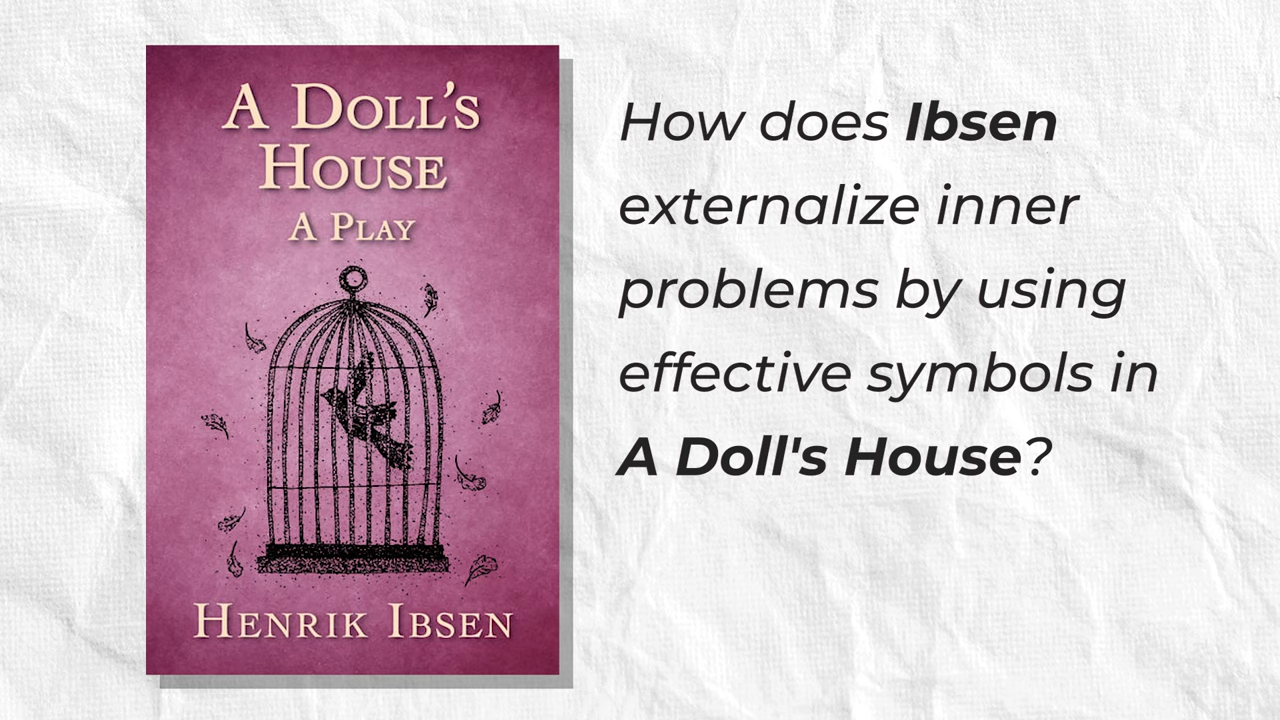 A Doll's
House
A Play
Henrik Ibsen
How does Ibsen
externalize inner
problems by using
effective symbols in
A Doll's House?